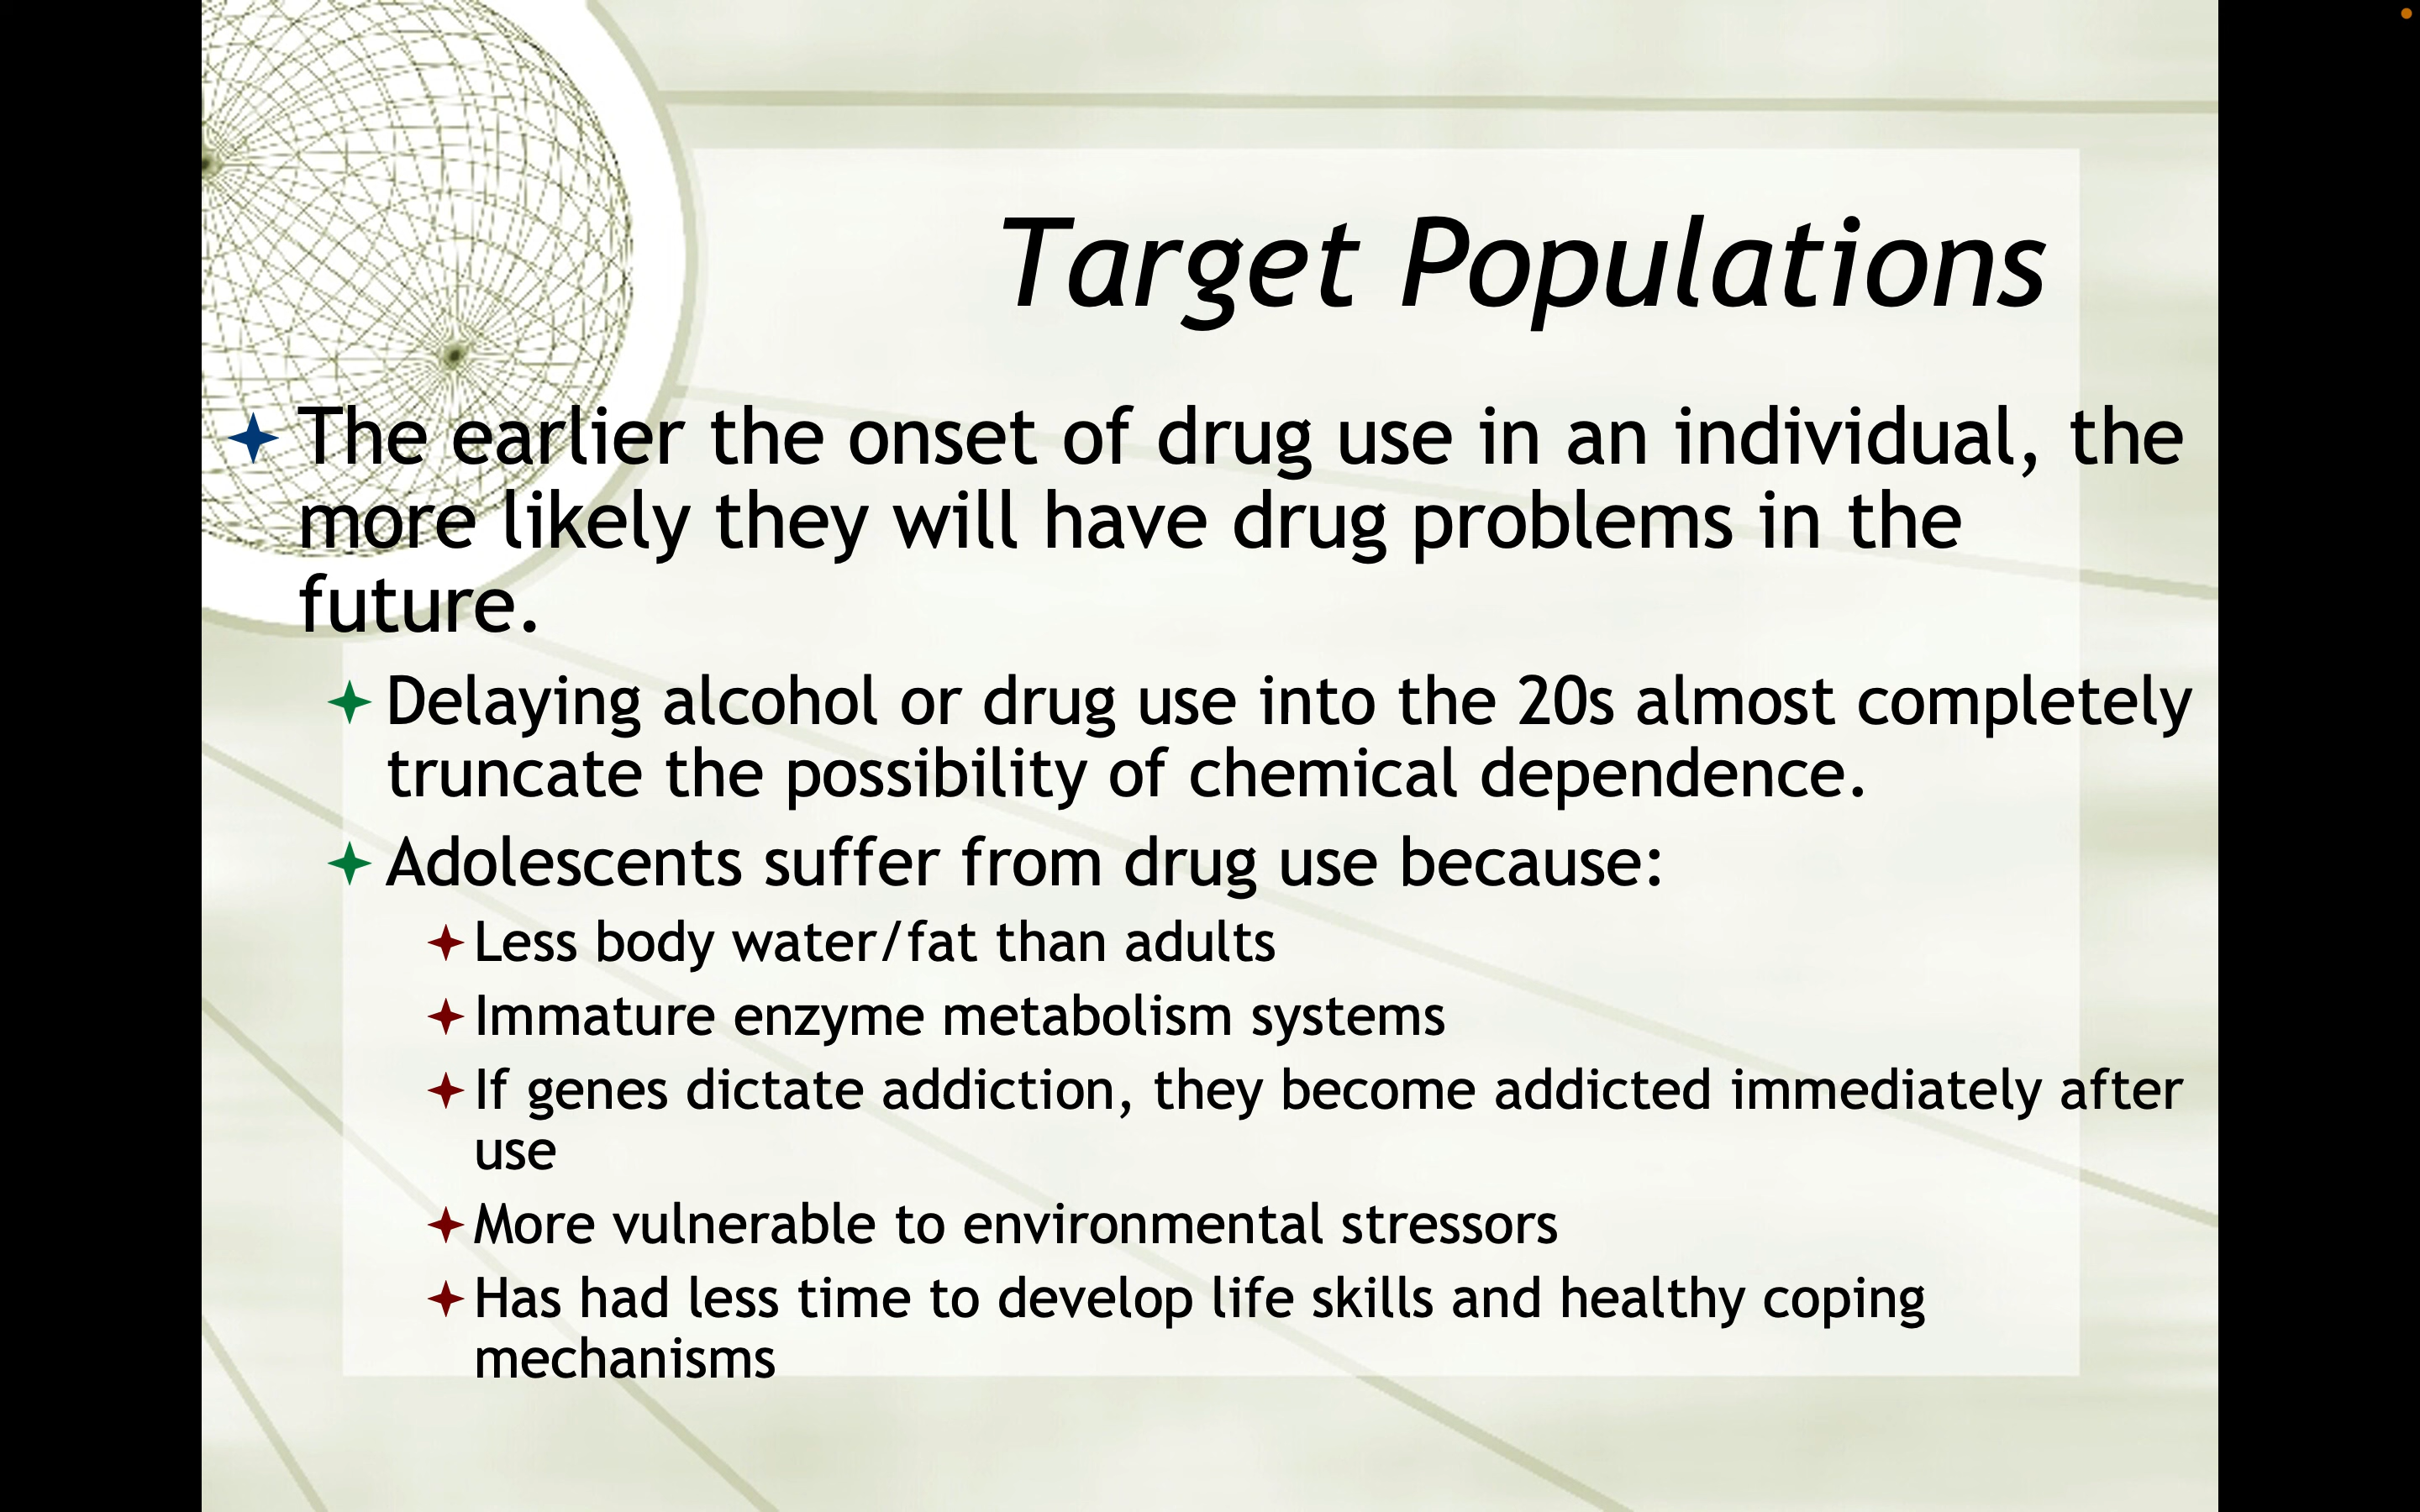 Target Populations
The earlier the onset of drug use in an individual, the
more likely they will have drug problems in the
future.
Delaying alcohol or drug use into the 20s almost completely
truncate the possibility of chemical dependence.
Adolescents suffer from drug use because:
Less body water/fat than adults
Immature enzyme metabolism systems
If genes dictate addiction, they become addicted immediately after
use
More vulnerable to environmental stressors
Has had less time to develop life skills and healthy coping
mechanisms